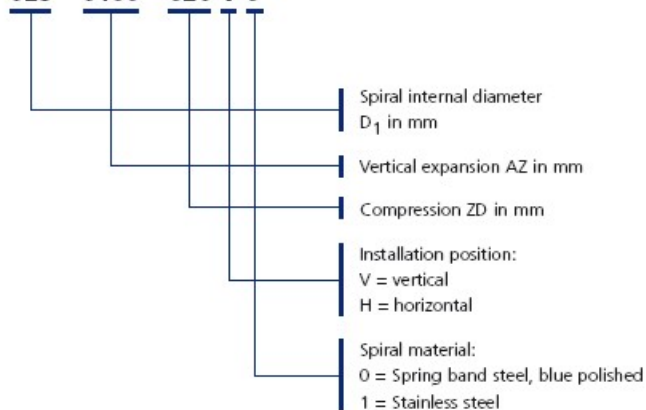 Spiral internal diameter
D1 in mm
Vertical expansion AZ in mm
Compression ZD in mm
Installation position:
V = vertical
H = horizontal
Spiral material:
0 = Spring band steel, blue polished
1 = Stainless steel